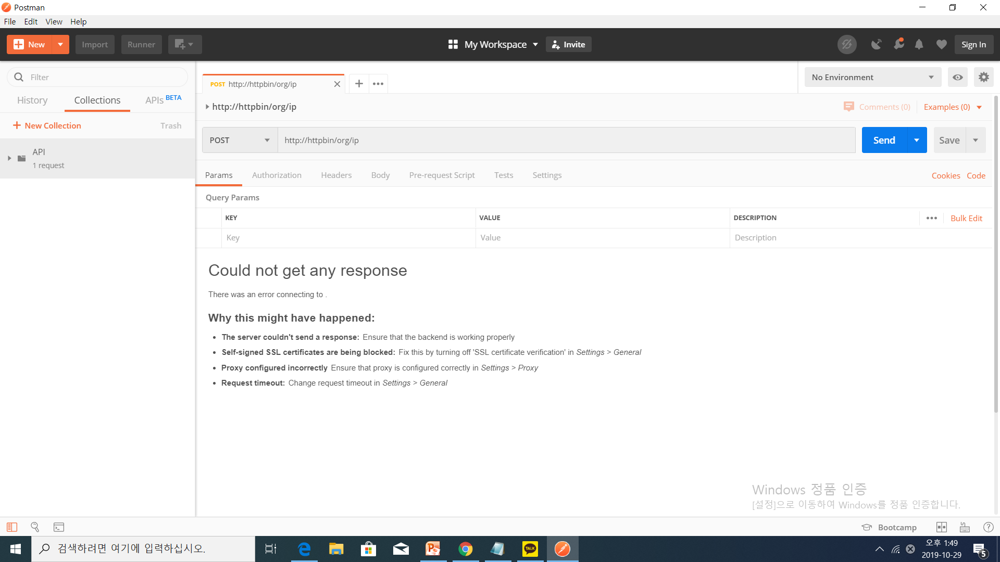 Postman
File Edit View Help
New Import Runner My Workspace Invite Sign In
Filter
History Collections APIs BETA
New Collection Trash
API
1 request
POST http://httpbin/org/ip
No Environment
http://httpbin/org/ip
Comments (0) Examples (0)
POST http://httpbin/org/ip Send Save
Params Authorization Headers Body Pre-request Script Tests Settings Cookies Code
Query Params
KEY VALUE DESCRIPTION Bulk Edit
Key Value Description
Could not get any response
There was an error connecting to .
Why this might have happened:
The server couldn't send a response: Ensure that the backend is working properly
Self-signed SSL certificates are being blocked: Fix this by turning off 'SSL certificate verification' in Settings > General
Proxy configured incorrectly Ensure that proxy is configured correctly in Settings > Proxy
Request timeout: Change request timeout in Settings > General
Windows 정품 인증
[설정]으로 이동하여 Windows를 정품 인증합니다.
Bootcamp
검색하려면 여기에 입력하십시오.
TALK
오후 1:49
2019-10-29
5